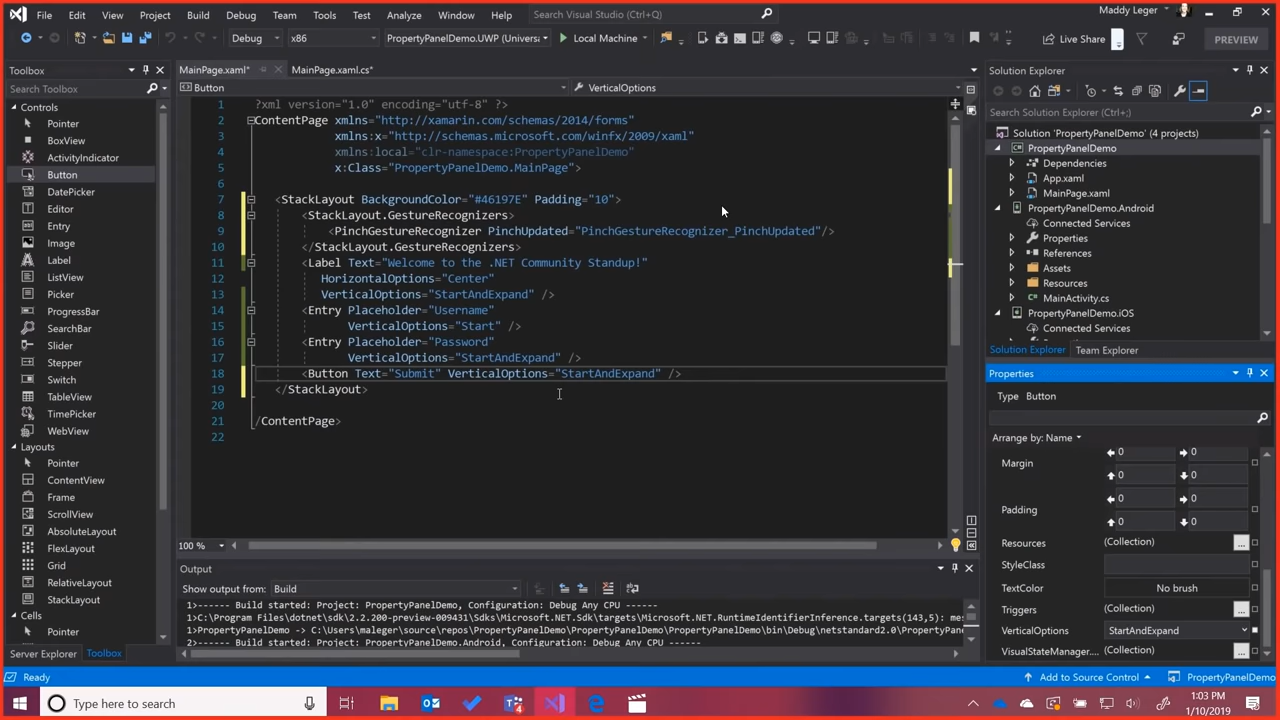 File Edit View Project Build Debug Team Tools Test Analyze Window Help Search Visual Studio (Ctrl+Q) Maddy Leger
Debug x86 PropertyPanelDemo.UWP (Universa Local Machine Live Share PREVIEW
Toolbox
Search Toolbox
Controls
Pointer
BoxView
ActivityIndicator
Button
DatePicker
Editor
Entry
Image
Label
ListView
Picker
ProgressBar
SearchBar
Slider
Stepper
Switch
TableView
TimePicker
WebView
Layouts
Pointer
ContentView
Frame
ScrollView
AbsoluteLayout
FlexLayout
Grid
RelativeLayout
StackLayout
Cells
Pointer
Server Explorer Toolbox
MainPage.xaml* MainPage.xaml.cs*
Button VerticalOptions
1 ?xml version="1.0" encoding="utf-8" ?>
2 ContentPage xmlns="http://xamarin.com/schemas/2014/forms"
3 xmlns:x="http://schemas.microsoft.com/winfx/2009/xaml"
4 xmlns:local="clr-namespace:PropertyPanelDemo"
5 x:Class="PropertyPanelDemo.MainPage">
6
7 <StackLayout BackgroundColor="#46197E" Padding="10">
8 <StackLayout.GestureRecognizers>
9 <PinchGestureRecognizer PinchUpdated="PinchGestureRecognizer_PinchUpdated"/>
10 </StackLayout.GestureRecognizers>
11 <Label Text="Welcome to the .NET Community Standup!"
12 HorizontalOptions="Center"
13 VerticalOptions="StartAndExpand" />
14 <Entry Placeholder="Username"
15 VerticalOptions="Start" />
16 <Entry Placeholder="Password"
17 VerticalOptions="StartAndExpand" />
18 <Button Text="Submit" VerticalOptions="StartAndExpand" />
19 </StackLayout>
20
21 /ContentPage>
22
100 %
Output
Show output from: Build
1>------ Build started: Project: PropertyPanelDemo, Configuration: Debug Any CPU ------
1>C:\Program Files\dotnet\sdk\2.2.200-preview-009431\Sdks\Microsoft.NET.Sdk\targets\Microsoft.NET.RuntimeIdentifierInference.targets(143,5): mes
1>PropertyPanelDemo -> C:\Users\maleger\source\repos\PropertyPanelDemo\PropertyPanelDemo\PropertyPanelDemo\bin\Debug\netstandard2.0\PropertyPane
2>------ Build started: Project: PropertyPanelDemo.Android, Configuration: Debug Any CPU ------
Solution Explorer
Search Solution Explorer (Ctrl+;)
Solution 'PropertyPanelDemo' (4 projects)
PropertyPanelDemo
Dependencies
App.xaml
MainPage.xaml
PropertyPanelDemo.Android
Connected Services
Properties
References
Assets
Resources
MainActivity.cs
PropertyPanelDemo.iOS
Connected Services
Solution Explorer Team Explorer
Properties
Type Button
Arrange by: Name
Margin 0 0
0 0
Padding 0 0
0 0
Resources (Collection) ...
StyleClass
TextColor No brush
Triggers (Collection) ...
VerticalOptions StartAndExpand
VisualStateManager.... (Collection) ...
Ready Add to Source Control PropertyPanelDemo
Type here to search 4 1:03 PM
1/10/2019